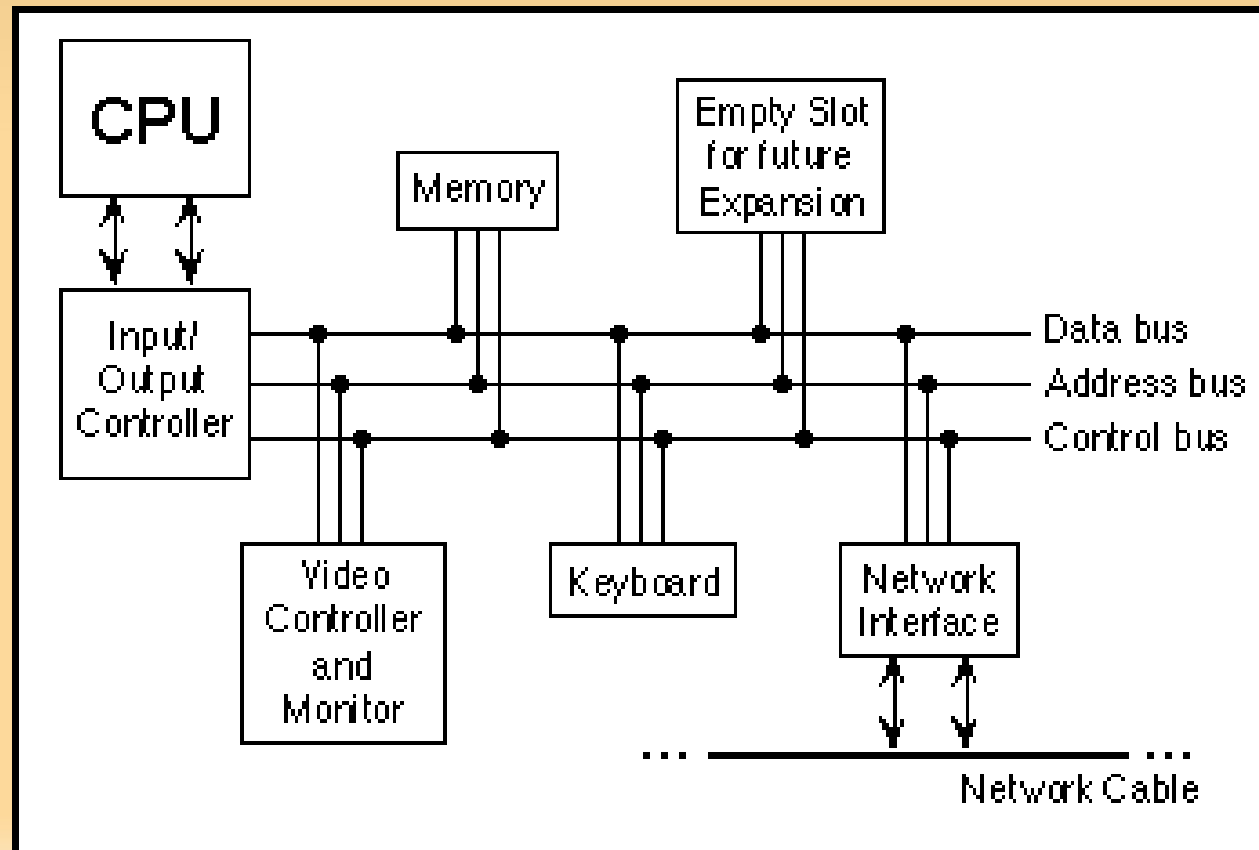 CPU
Empty Slot
for future
Expansion
Memory
Input/
Output
Controller
Data bus
Address bus
Control bus
Video
Controller
and
Monitor
Keyboard
Network
Interface
... ...
Network Cable